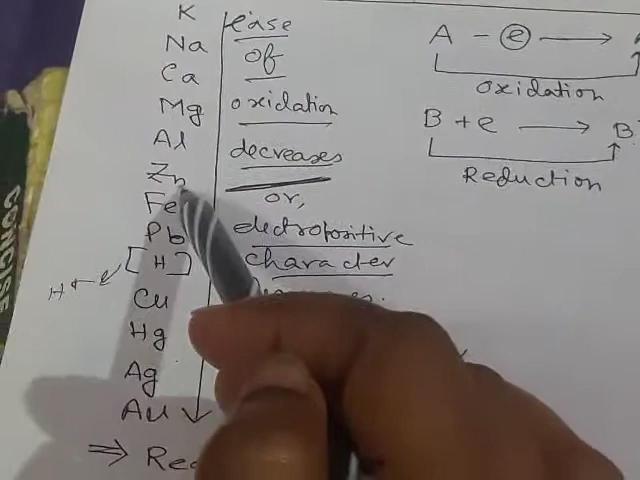 K
Na
Ca
Mg
Al
Zn
Fe
Pb
[H]
Cu
Hg
Ag
Au
ease
of
oxidation
decreases
or,
electropositive
character
A - e ⟶
oxidation
B + e ⟶ B
Reduction
H+ e
⇒ Re
CONCISE